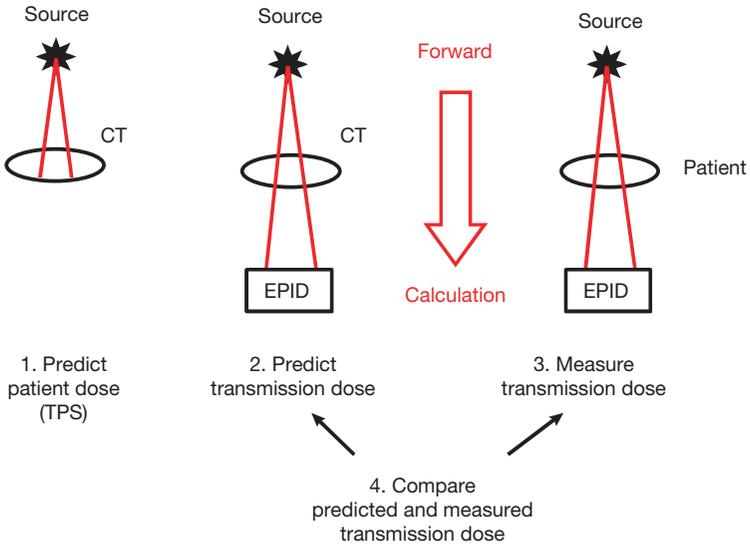 Source
Source
Source
Forward
CT
CT
Patient
EPID
Calculation
EPID
1. Predict
patient dose
(TPS)
2. Predict
transmission dose
3. Measure
transmission dose
4. Compare
predicted and measured
transmission dose